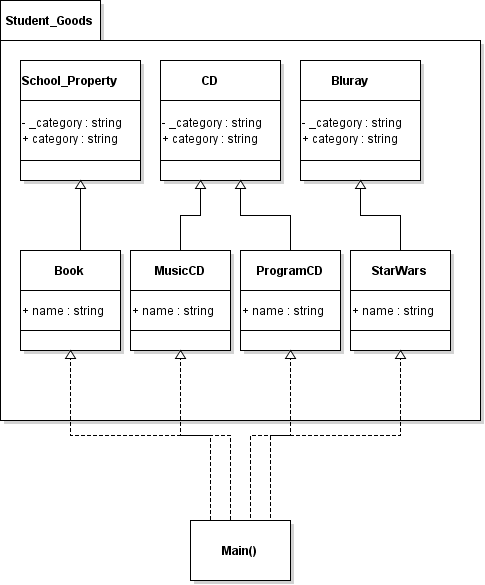 Student_Goods
School_Property
- _category : string
+ category : string
CD
- _category : string
+ category : string
Bluray
- _category : string
+ category : string
Book
+ name : string
MusicCD
+ name : string
ProgramCD
+ name : string
StarWars
+ name : string
Main()